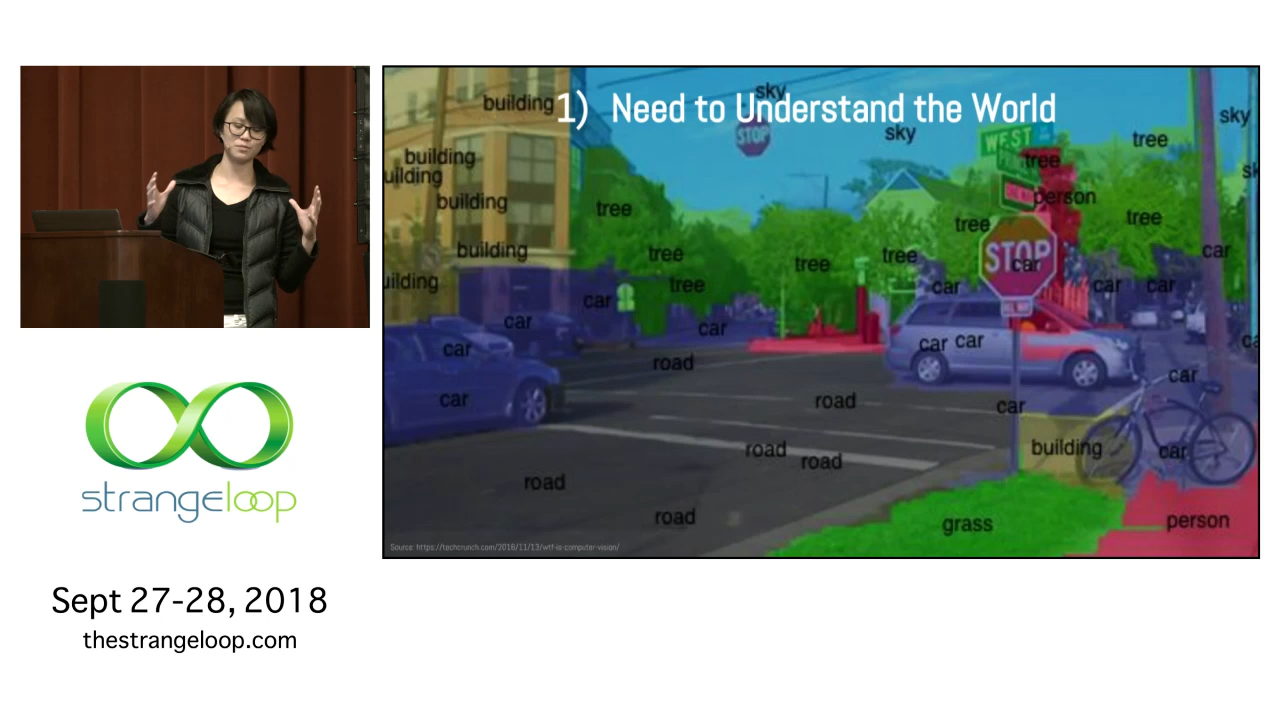 1) Need to Understand the World
sky
building
STOP
sky
sky
WEST
tree
tree
building
uilding
sk
person
building
tree
tree
tree
building
STOP
car
tree
tree
tree
car
uilding
tree
car
car
car
car
car
car
car
car
car
ca
car
road
car
car
road
car
building
car
road
road
road
road
grass
person
Source: https://techcrunch.com/2016/11/13/wtf-is-computer-vision/
strangeloop
Sept 27-28, 2018
thestrangeloop.com